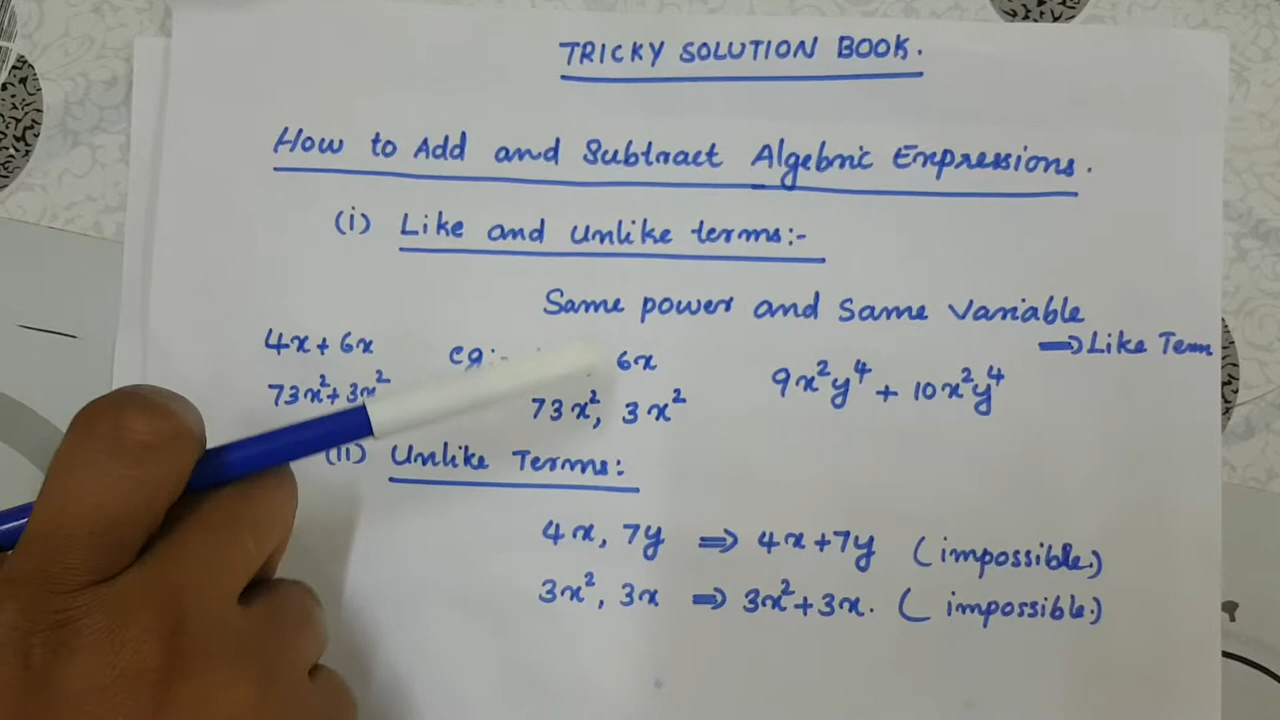 TRICKY SOLUTION BOOK.
How to Add and Subtract Algebric Expressions.
(i) Like and Unlike terms:-
Same power and same variable
⇒ Like Term
4x + 6x eg:- 6x 9x²y⁴ + 10x²y⁴
73x² + 3x² 73x², 3x²
(ii) Unlike Terms:
4x, 7y ⇒ 4x+7y (impossible.)
3x², 3x ⇒ 3x²+3x. (impossible.)